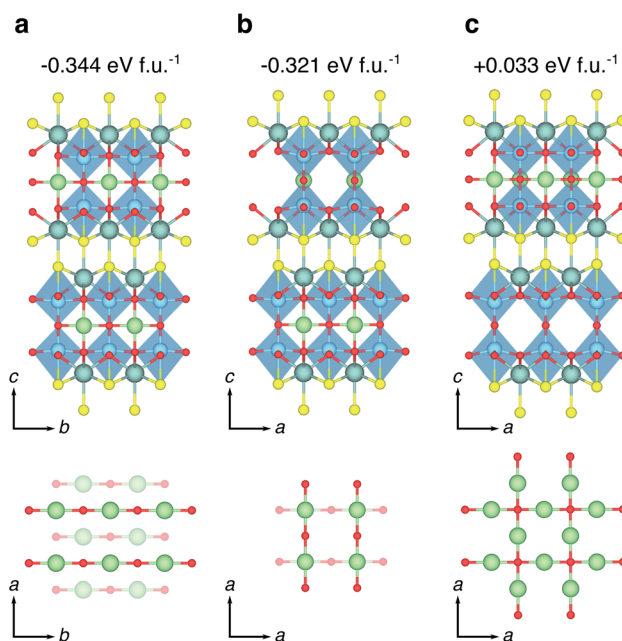 a b c
-0.344 eV f.u.⁻¹ -0.321 eV f.u.⁻¹ +0.033 eV f.u.⁻¹
c c c
b a a
a a a
b a a